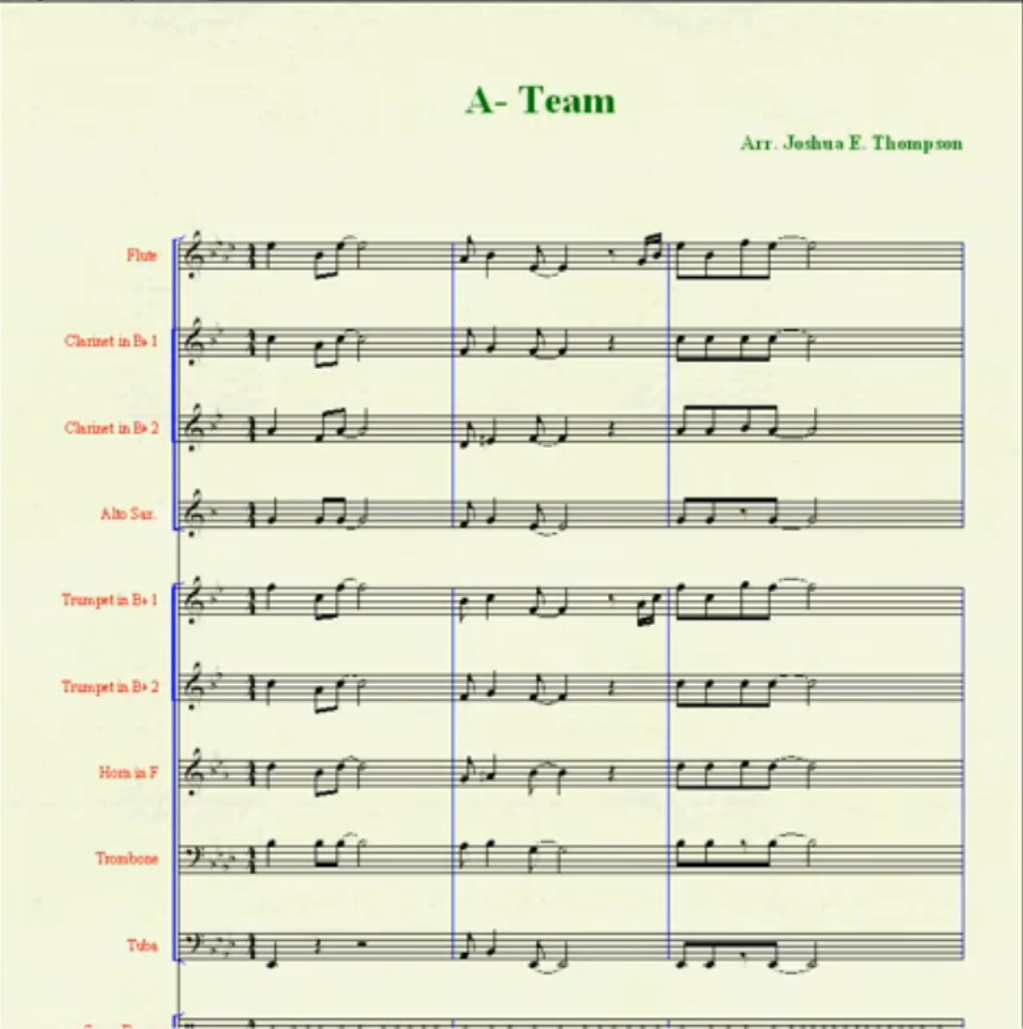 A- Team
Arr. Joshua E. Thompson
Flute
Clarinet in B♭ 1
Clarinet in B♭ 2
Alto Sax.
Trumpet in B♭ 1
Trumpet in B♭ 2
Horn in F
Trombone
Tuba